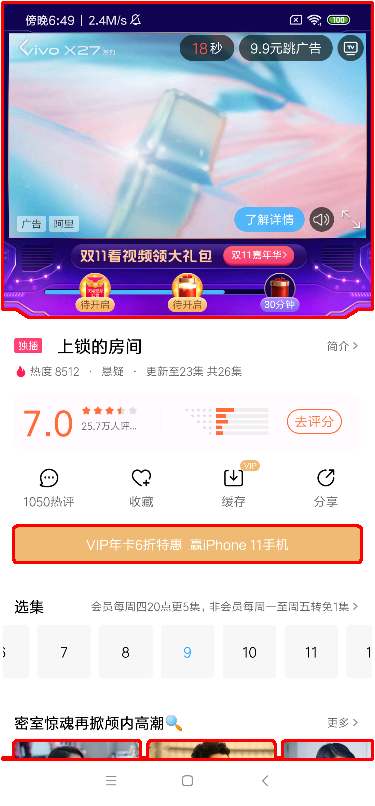 傍晚6:49 | 2.4M/s
100
vivo X27系列
18秒
9.9元跳广告
TV
广告 阿里
了解详情
双11看视频领大礼包
双11嘉年华>
待开启
待开启
30分钟
独播 上锁的房间
简介>
热度 8512 · 悬疑 · 更新至23集 共26集
7.0
25.7万人评...
去评分
VIP
1050热评
收藏
缓存
分享
VIP年卡6折特惠 赢iPhone 11手机
选集
会员每周四20点更5集, 非会员每周一至周五转免1集>
6 7 8 9 10 11 1
密室惊魂再掀颅内高潮🔍
更多>